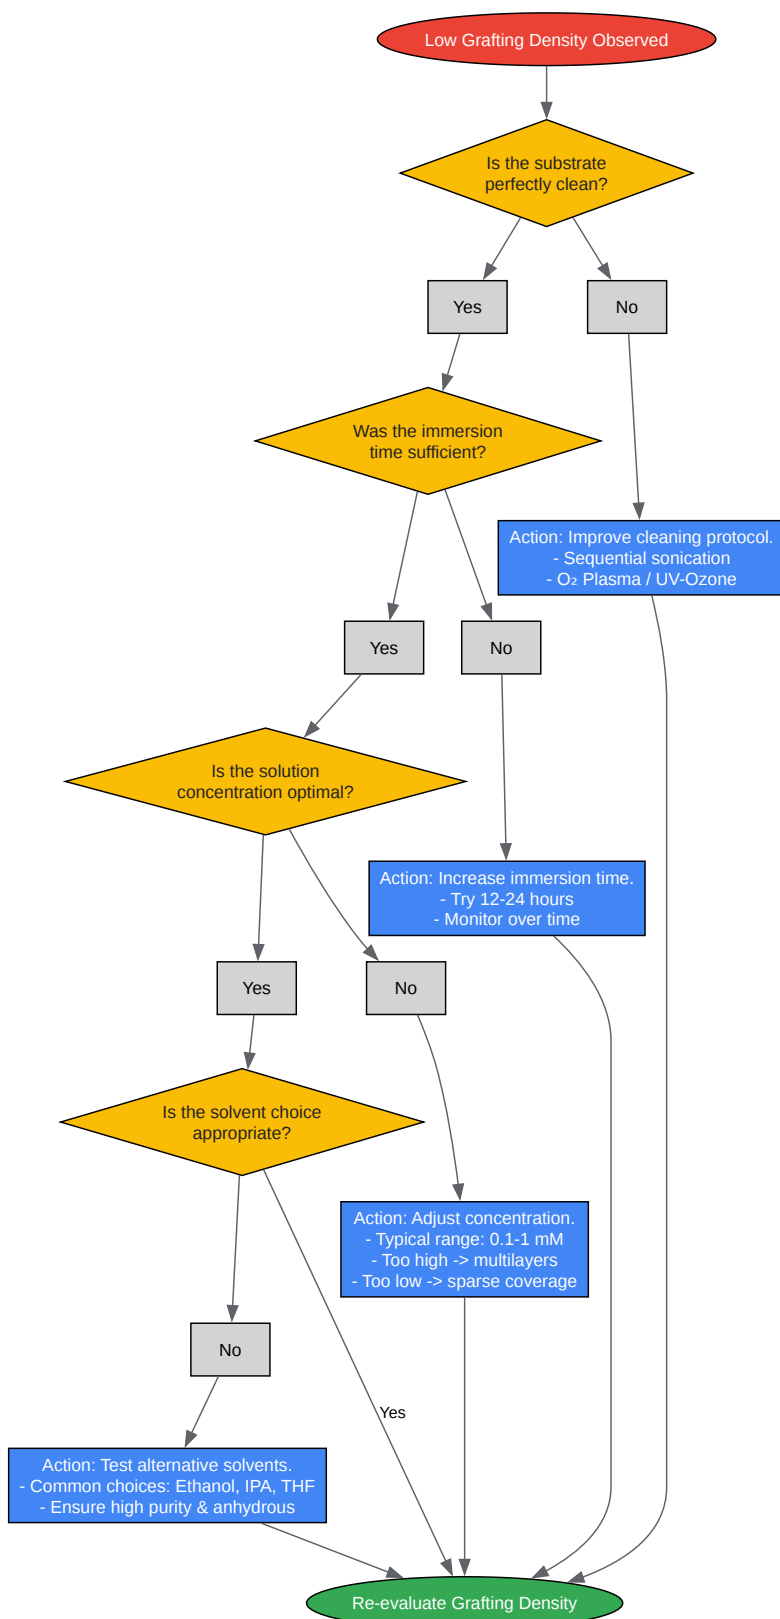 Low Grafting Density Observed
Is the substrate
perfectly clean?
Yes
No
Was the immersion
time sufficient?
Action: Improve cleaning protocol.
- Sequential sonication
- O₂ Plasma / UV-Ozone
Yes
No
Is the solution
concentration optimal?
Action: Increase immersion time.
- Try 12-24 hours
- Monitor over time
Yes
No
Is the solvent choice
appropriate?
Action: Adjust concentration.
- Typical range: 0.1-1 mM
- Too high -> multilayers
- Too low -> sparse coverage
No
Yes
Action: Test alternative solvents.
- Common choices: Ethanol, IPA, THF
- Ensure high purity & anhydrous
Re-evaluate Grafting Density